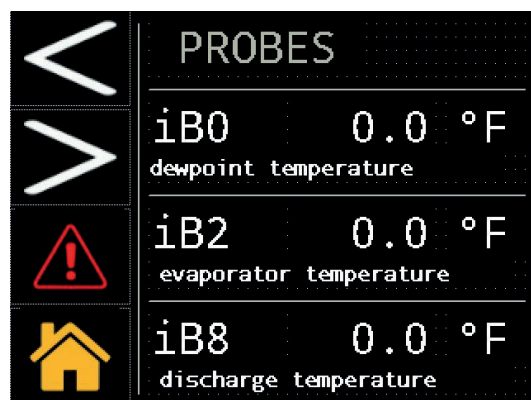 PROBES
iB0 0.0 °F
dewpoint temperature
iB2 0.0 °F
evaporator temperature
iB8 0.0 °F
discharge temperature